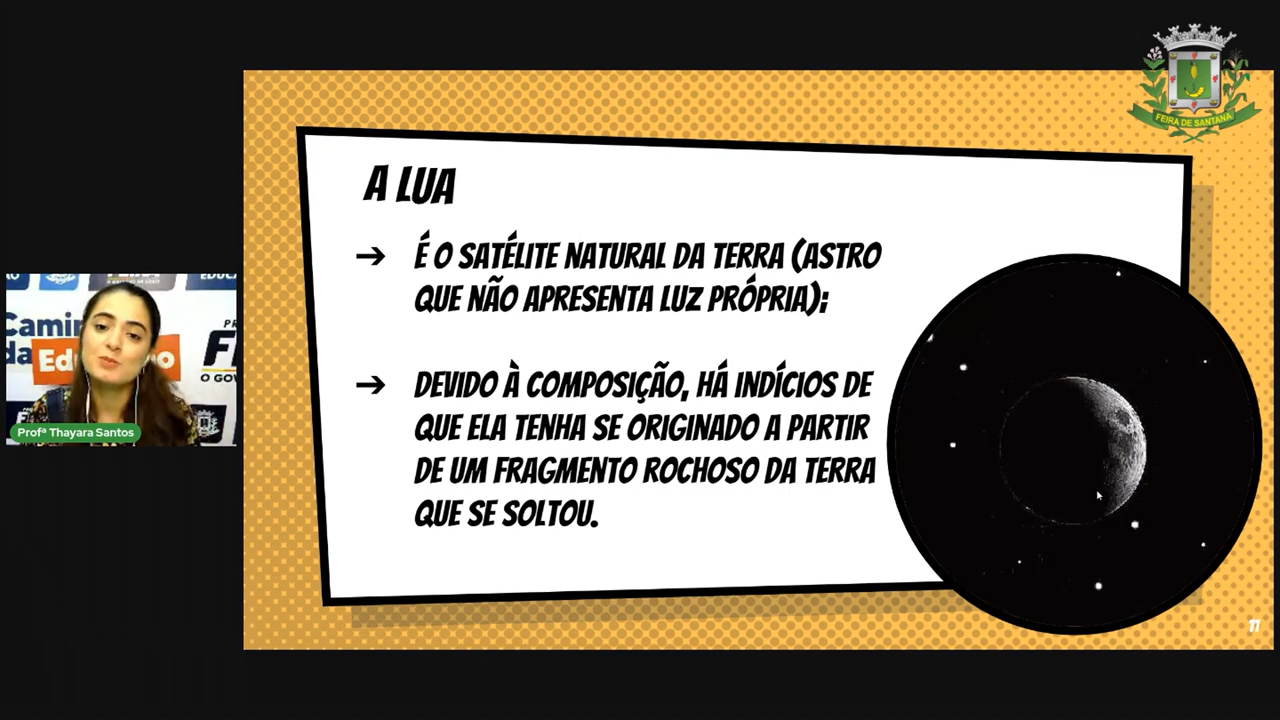 FEIRA DE SANTANA
A LUA
➔ É O SATÉLITE NATURAL DA TERRA (ASTRO
QUE NÃO APRESENTA LUZ PRÓPRIA);
➔ DEVIDO À COMPOSIÇÃO, HÁ INDÍCIOS DE
QUE ELA TENHA SE ORIGINADO A PARTIR
DE UM FRAGMENTO ROCHOSO DA TERRA
QUE SE SOLTOU.
Profª Thayara Santos
11